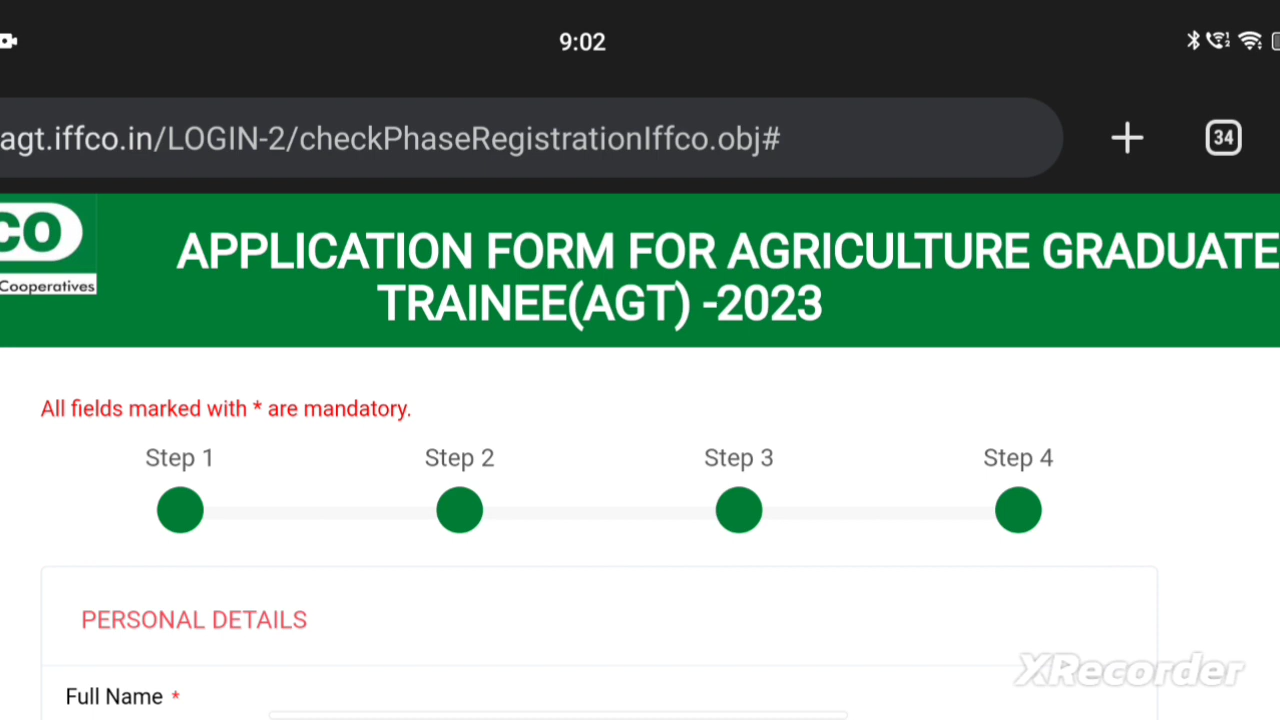 9:02
agt.iffco.in/LOGIN-2/checkPhaseRegistrationIffco.obj#
34
CO
Cooperatives
APPLICATION FORM FOR AGRICULTURE GRADUATE
TRAINEE(AGT) -2023
All fields marked with * are mandatory.
Step 1 Step 2 Step 3 Step 4
PERSONAL DETAILS
Full Name *
XRecorder